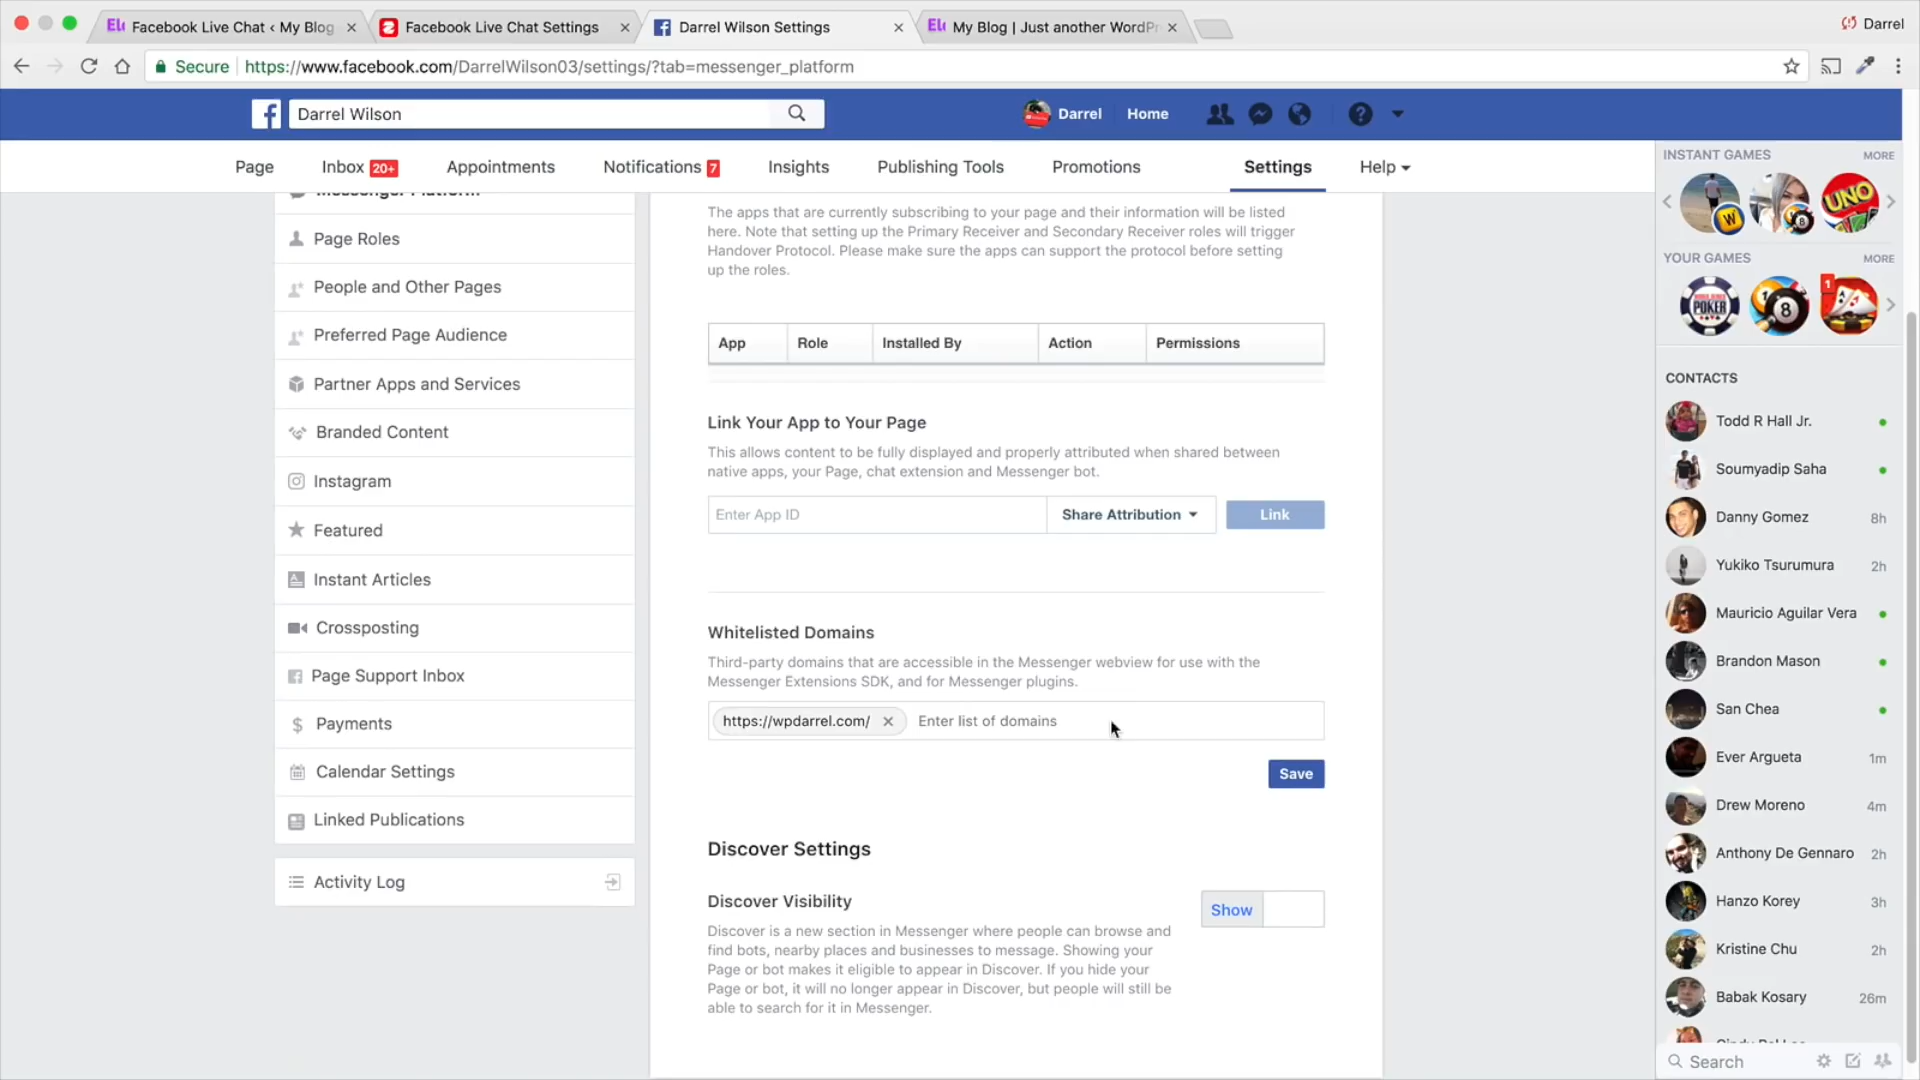 Facebook Live Chat ‹ My Blog
Facebook Live Chat Settings
Darrel Wilson Settings
My Blog | Just another WordPr
Darrel
Secure
https://www.facebook.com/DarrelWilson03/settings/?tab=messenger_platform
Darrel Wilson
Darrel
Home
Page
Inbox 20+
Appointments
Notifications 7
Insights
Publishing Tools
Promotions
Settings
Help
Messenger Platform
Page Roles
People and Other Pages
Preferred Page Audience
Partner Apps and Services
Branded Content
Instagram
Featured
Instant Articles
Crossposting
Page Support Inbox
Payments
Calendar Settings
Linked Publications
Activity Log
The apps that are currently subscribing to your page and their information will be listed
here. Note that setting up the Primary Receiver and Secondary Receiver roles will trigger
Handover Protocol. Please make sure the apps can support the protocol before setting
up the roles.
App Role Installed By Action Permissions
Link Your App to Your Page
This allows content to be fully displayed and properly attributed when shared between
native apps, your Page, chat extension and Messenger bot.
Enter App ID
Share Attribution
Link
Whitelisted Domains
Third-party domains that are accessible in the Messenger webview for use with the
Messenger Extensions SDK, and for Messenger plugins.
https://wpdarrel.com/
Enter list of domains
Save
Discover Settings
Discover Visibility
Show
Discover is a new section in Messenger where people can browse and
find bots, nearby places and businesses to message. Showing your
Page or bot makes it eligible to appear in Discover. If you hide your
Page or bot, it will no longer appear in Discover, but people will still be
able to search for it in Messenger.
INSTANT GAMES MORE
W
8
UNO
YOUR GAMES MORE
POKER
8
1
CONTACTS
Todd R Hall Jr.
Soumyadip Saha
Danny Gomez 8h
Yukiko Tsurumura 2h
Mauricio Aguilar Vera
Brandon Mason
San Chea
Ever Argueta 1m
Drew Moreno 4m
Anthony De Gennaro 2h
Hanzo Korey 3h
Kristine Chu 2h
Babak Kosary 26m
Search